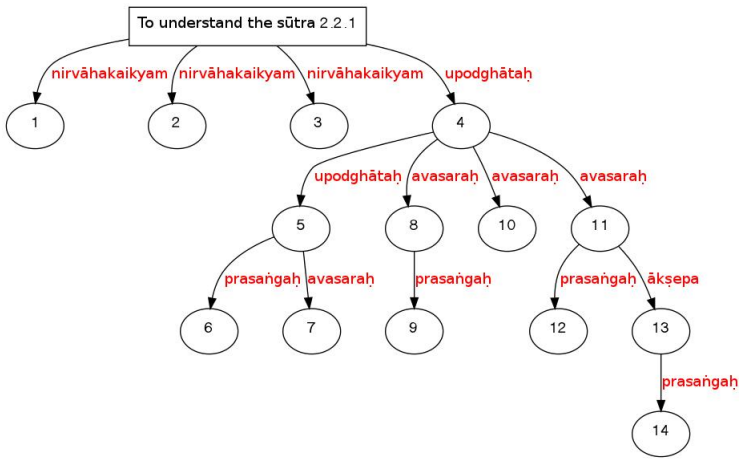 To understand the sūtra 2.2.1
nirvāhakaikyam nirvāhakaikyam nirvāhakaikyam upodghātaḥ
1 2 3 4
upodghātaḥ avasaraḥ avasaraḥ avasaraḥ
5 8 10 11
prasaṅgaḥ avasaraḥ prasaṅgaḥ prasaṅgaḥ ākṣepa
6 7 9 12 13
prasaṅgaḥ
14